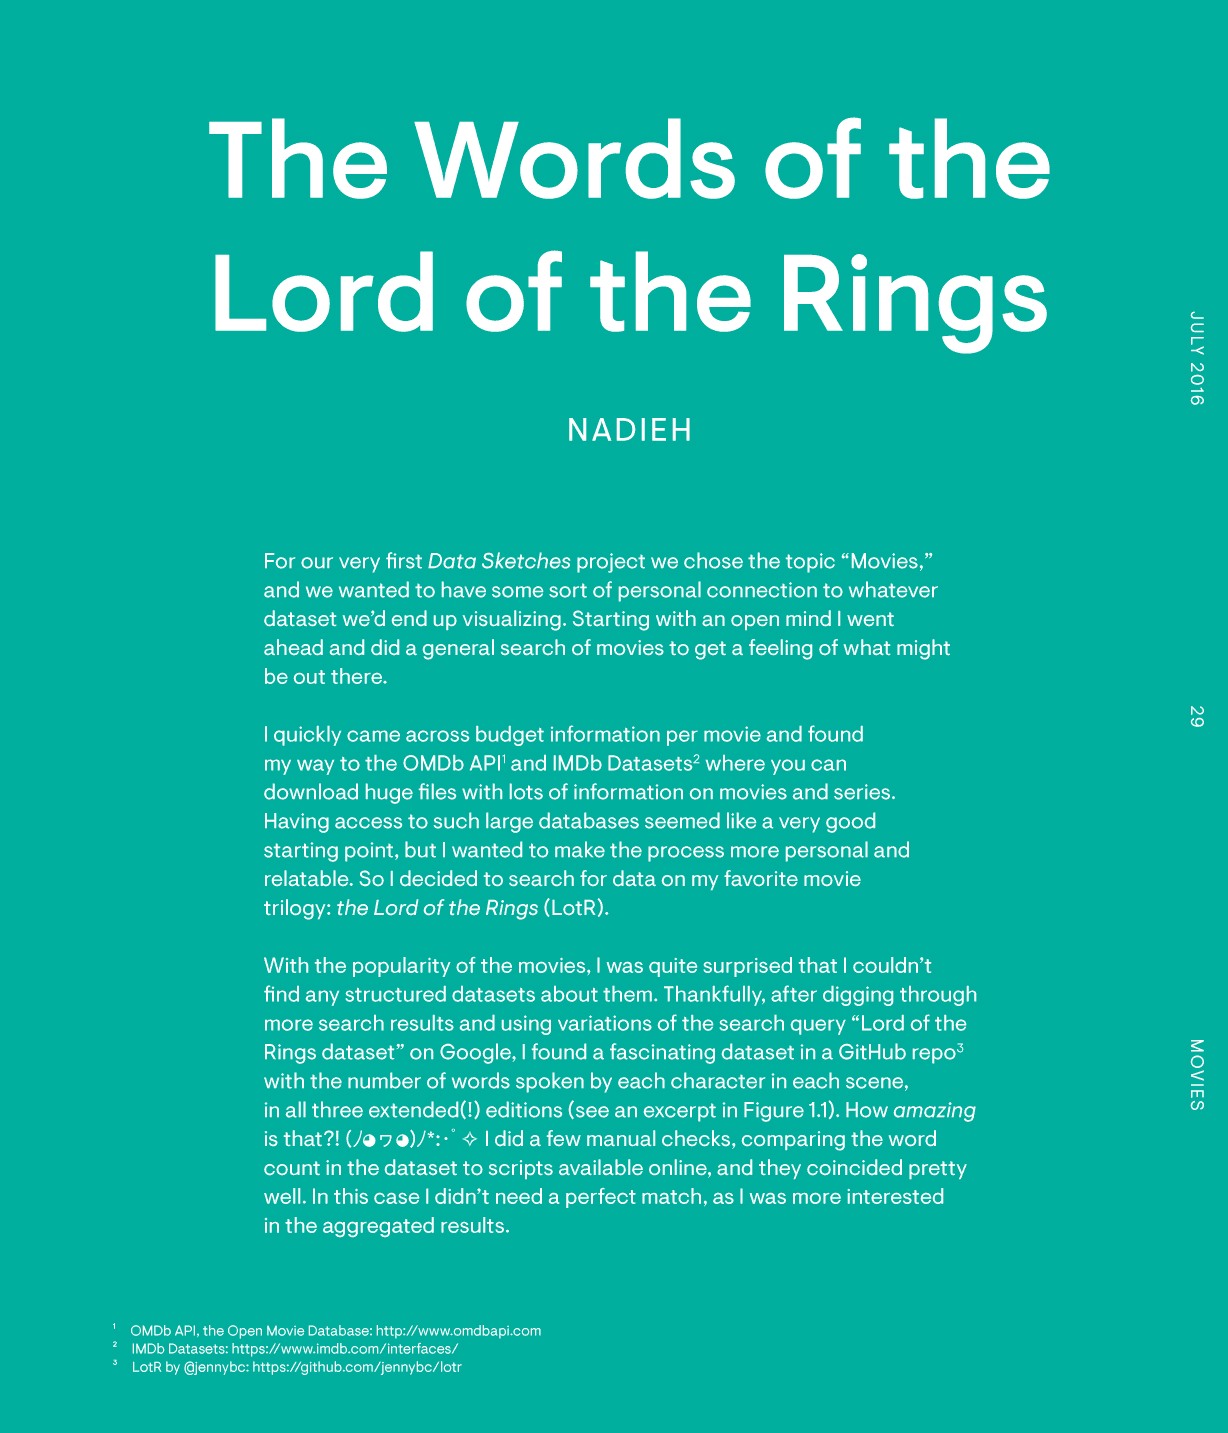 The Words of the
Lord of the Rings
NADIEH
For our very first Data Sketches project we chose the topic “Movies,”
and we wanted to have some sort of personal connection to whatever
dataset we’d end up visualizing. Starting with an open mind I went
ahead and did a general search of movies to get a feeling of what might
be out there.
I quickly came across budget information per movie and found
my way to the OMDb API¹ and IMDb Datasets² where you can
download huge files with lots of information on movies and series.
Having access to such large databases seemed like a very good
starting point, but I wanted to make the process more personal and
relatable. So I decided to search for data on my favorite movie
trilogy: the Lord of the Rings (LotR).
With the popularity of the movies, I was quite surprised that I couldn’t
find any structured datasets about them. Thankfully, after digging through
more search results and using variations of the search query “Lord of the
Rings dataset” on Google, I found a fascinating dataset in a GitHub repo³
with the number of words spoken by each character in each scene,
in all three extended(!) editions (see an excerpt in Figure 1.1). How amazing
is that?! (ﾉ◕ヮ◕)ﾉ*:･ﾟ✧ I did a few manual checks, comparing the word
count in the dataset to scripts available online, and they coincided pretty
well. In this case I didn’t need a perfect match, as I was more interested
in the aggregated results.
¹ OMDb API, the Open Movie Database: http://www.omdbapi.com
² IMDb Datasets: https://www.imdb.com/interfaces/
³ LotR by @jennybc: https://github.com/jennybc/lotr
JULY 2016
29
MOVIES